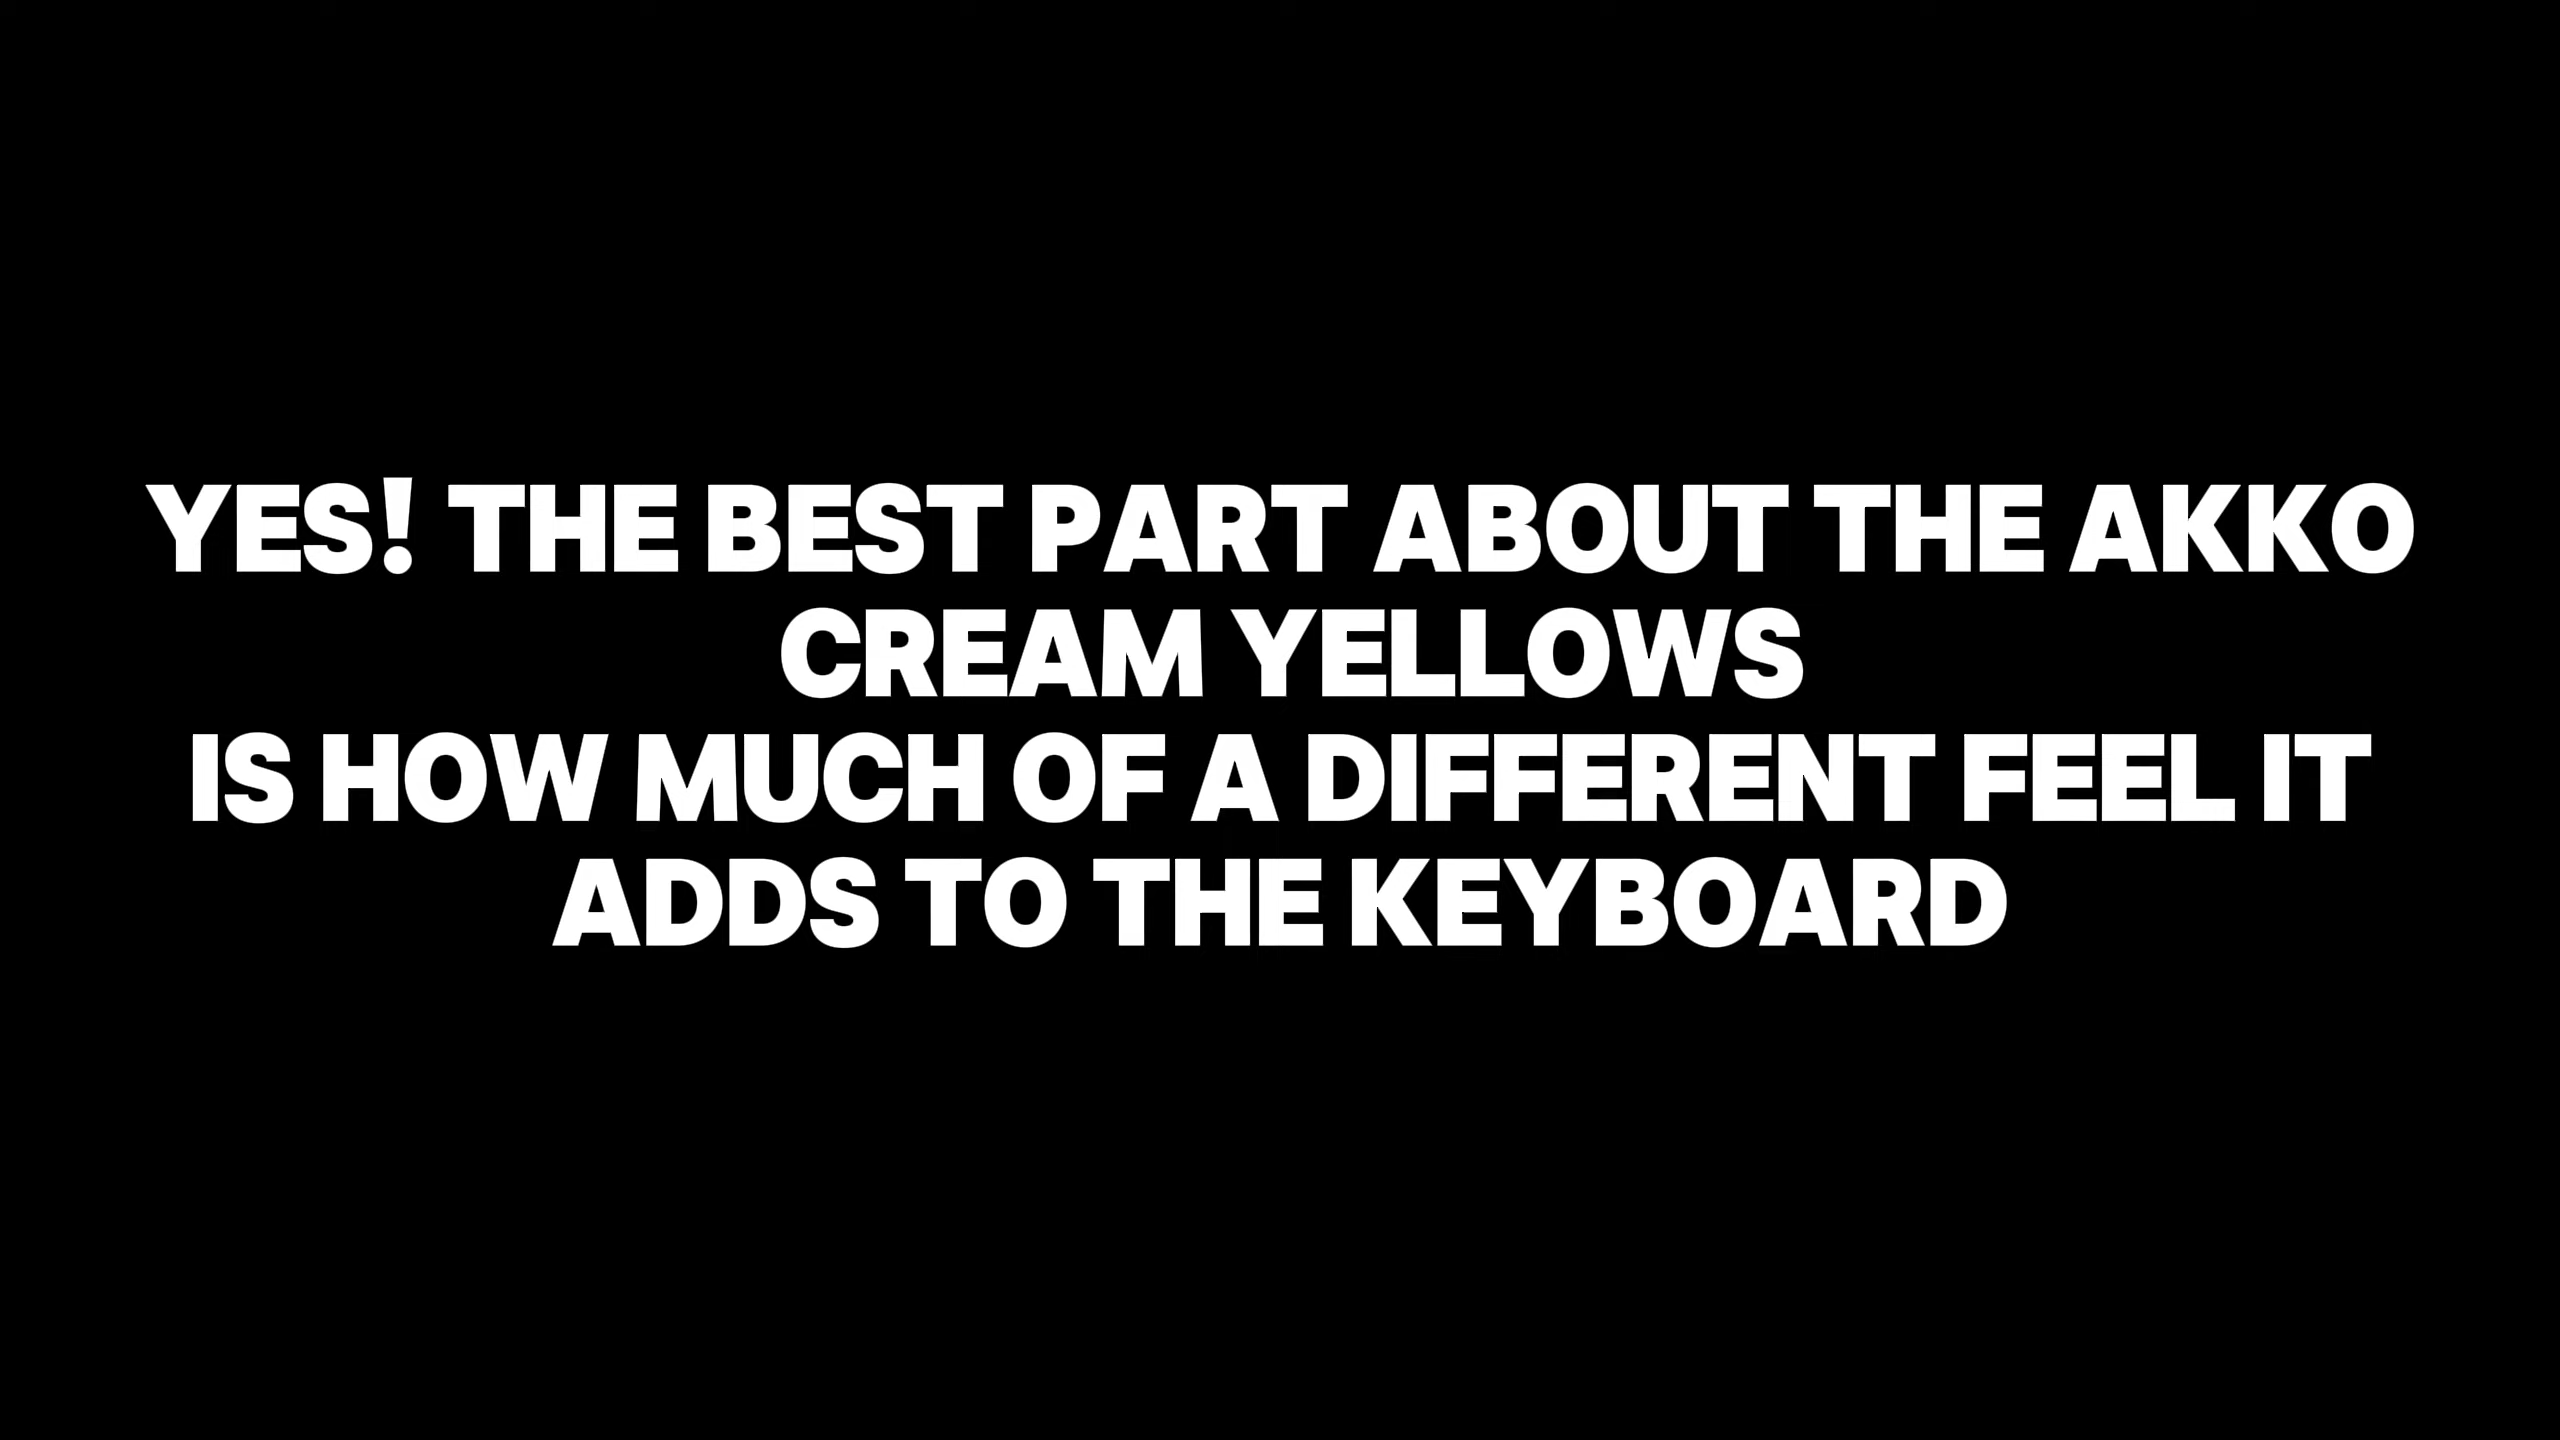 YES! THE BEST PART ABOUT THE AKKO
CREAM YELLOWS
IS HOW MUCH OF A DIFFERENT FEEL IT
ADDS TO THE KEYBOARD